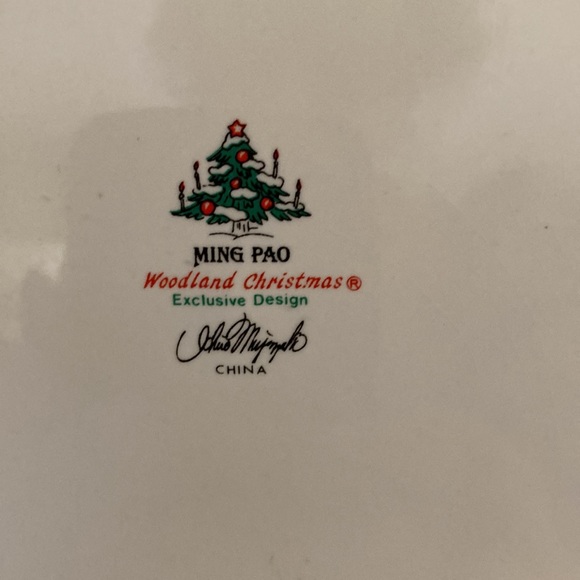 MING PAO
Woodland Christmas®
Exclusive Design
CHINA